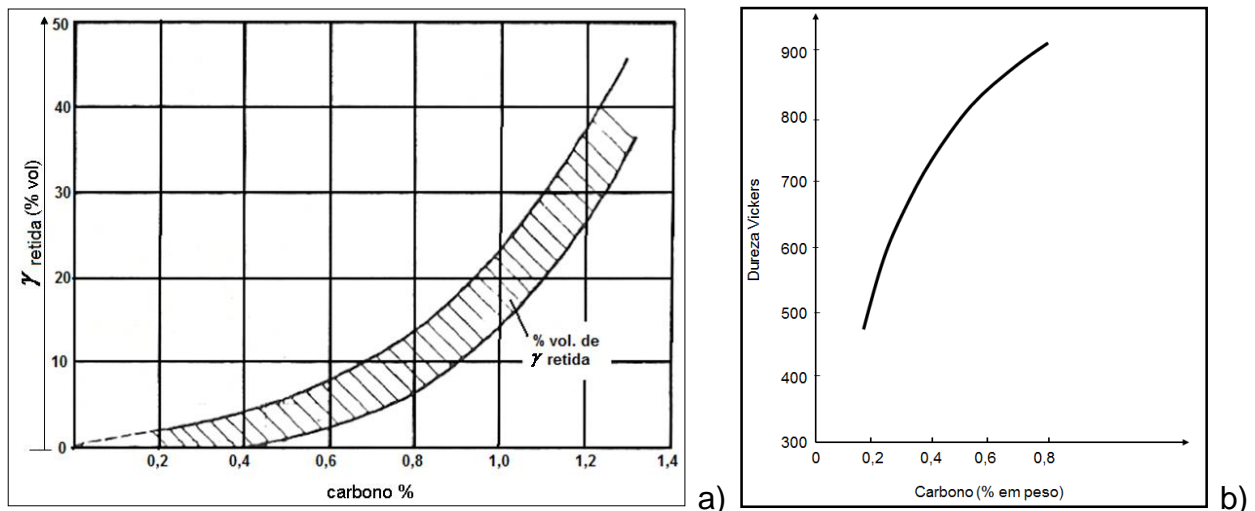 50
40
30
20
10
0
γ retida (% vol)
% vol. de
γ retida
0,2 0,4 0,6 0,8 1,0 1,2 1,4
carbono %
a)
900
800
700
600
500
400
300
Dureza Vickers
0 0,2 0,4 0,6 0,8
Carbono (% em peso)
b)